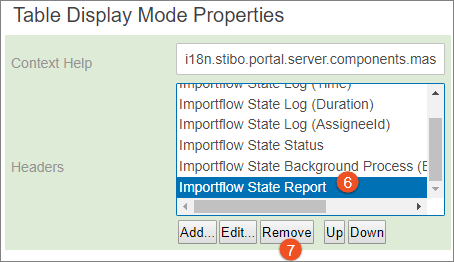 Table Display Mode Properties
Context Help
i18n.stibo.portal.server.components.mas
Headers
Importflow State Log (Time)
Importflow State Log (Duration)
Importflow State Log (AssigneeId)
Importflow State Status
Importflow State Background Process (E
Importflow State Report
6
Add... Edit... Remove Up Down
7